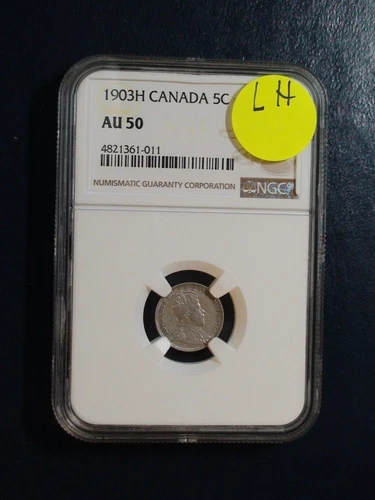 1903H CANADA 5C
LH
AU 50
4821361-011
NUMISMATIC GUARANTY CORPORATION
NGC